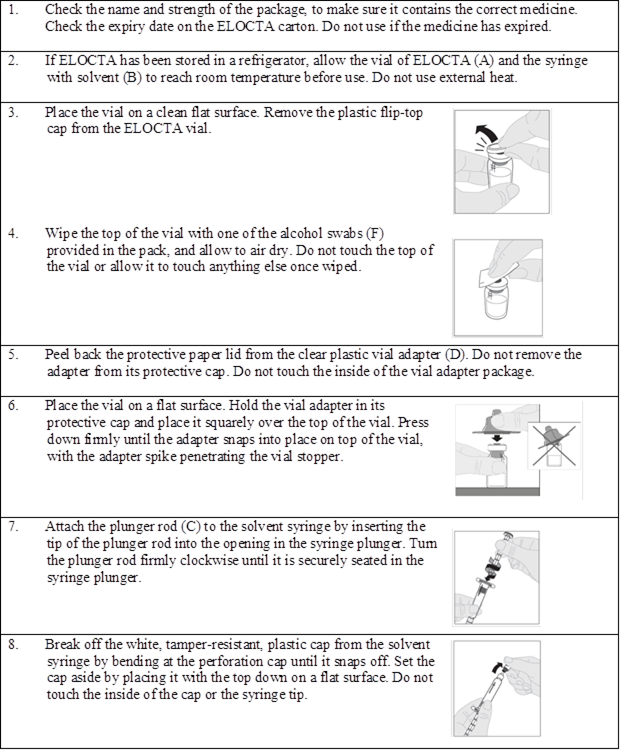 1. Check the name and strength of the package, to make sure it contains the correct medicine.
Check the expiry date on the ELOCTA carton. Do not use if the medicine has expired.
2. If ELOCTA has been stored in a refrigerator, allow the vial of ELOCTA (A) and the syringe
with solvent (B) to reach room temperature before use. Do not use external heat.
3. Place the vial on a clean flat surface. Remove the plastic flip-top
cap from the ELOCTA vial.
4. Wipe the top of the vial with one of the alcohol swabs (F)
provided in the pack, and allow to air dry. Do not touch the top of
the vial or allow it to touch anything else once wiped.
5. Peel back the protective paper lid from the clear plastic vial adapter (D). Do not remove the
adapter from its protective cap. Do not touch the inside of the vial adapter package.
6. Place the vial on a flat surface. Hold the vial adapter in its
protective cap and place it squarely over the top of the vial. Press
down firmly until the adapter snaps into place on top of the vial,
with the adapter spike penetrating the vial stopper.
7. Attach the plunger rod (C) to the solvent syringe by inserting the
tip of the plunger rod into the opening in the syringe plunger. Turn
the plunger rod firmly clockwise until it is securely seated in the
syringe plunger.
8. Break off the white, tamper-resistant, plastic cap from the solvent
syringe by bending at the perforation cap until it snaps off. Set the
cap aside by placing it with the top down on a flat surface. Do not
touch the inside of the cap or the syringe tip.